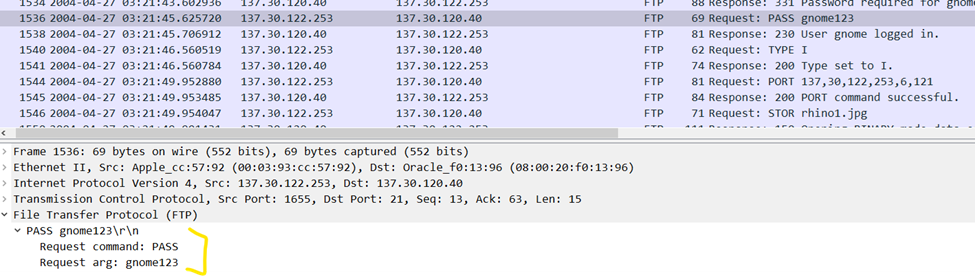 1534 2004-04-27 03:21:43.602936 137.30.120.40 137.30.122.253 FTP 88 Response: 331 Password required for gnome
1536 2004-04-27 03:21:45.625720 137.30.122.253 137.30.120.40 FTP 69 Request: PASS gnome123
1538 2004-04-27 03:21:45.706912 137.30.120.40 137.30.122.253 FTP 81 Response: 230 User gnome logged in.
1540 2004-04-27 03:21:46.560519 137.30.122.253 137.30.120.40 FTP 62 Request: TYPE I
1541 2004-04-27 03:21:46.560784 137.30.120.40 137.30.122.253 FTP 74 Response: 200 Type set to I.
1544 2004-04-27 03:21:49.952880 137.30.122.253 137.30.120.40 FTP 81 Request: PORT 137,30,122,253,6,121
1545 2004-04-27 03:21:49.953485 137.30.120.40 137.30.122.253 FTP 84 Response: 200 PORT command successful.
1546 2004-04-27 03:21:49.954047 137.30.122.253 137.30.120.40 FTP 71 Request: STOR rhino1.jpg
Frame 1536: 69 bytes on wire (552 bits), 69 bytes captured (552 bits)
Ethernet II, Src: Apple_cc:57:92 (00:03:93:cc:57:92), Dst: Oracle_f0:13:96 (08:00:20:f0:13:96)
Internet Protocol Version 4, Src: 137.30.122.253, Dst: 137.30.120.40
Transmission Control Protocol, Src Port: 1655, Dst Port: 21, Seq: 13, Ack: 63, Len: 15
File Transfer Protocol (FTP)
PASS gnome123\r\n
Request command: PASS
Request arg: gnome123